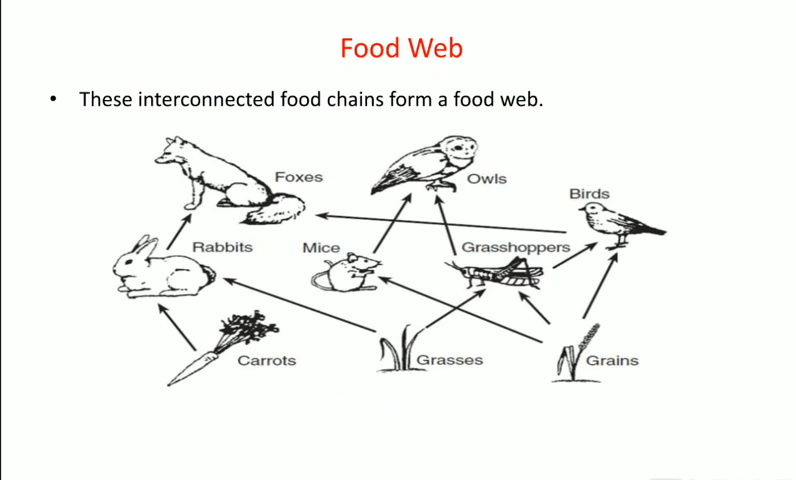 Food Web
• These interconnected food chains form a food web.
Foxes
Owls
Birds
Rabbits
Mice
Grasshoppers
Carrots
Grasses
Grains